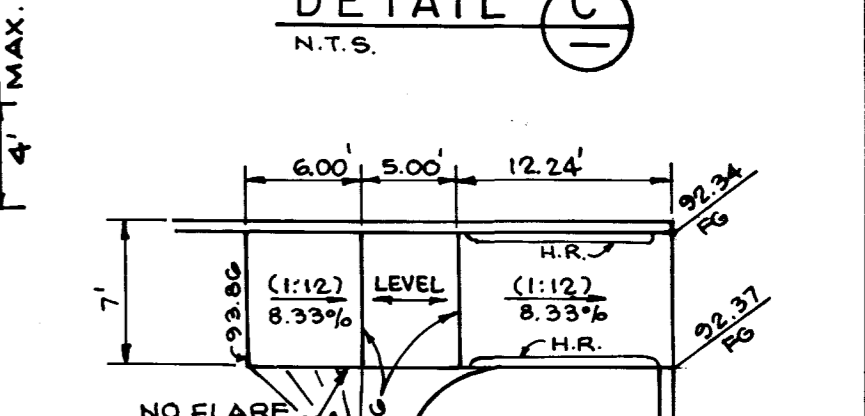 DETAIL C
N.T.S.
4' MAX.
6.00' 5.00' 12.24'
92.34
FG
H.R.
7'
93.86
(1:12)
8.33%
LEVEL
(1:12)
8.33%
92.37
FG
H.R.
NO FLARE